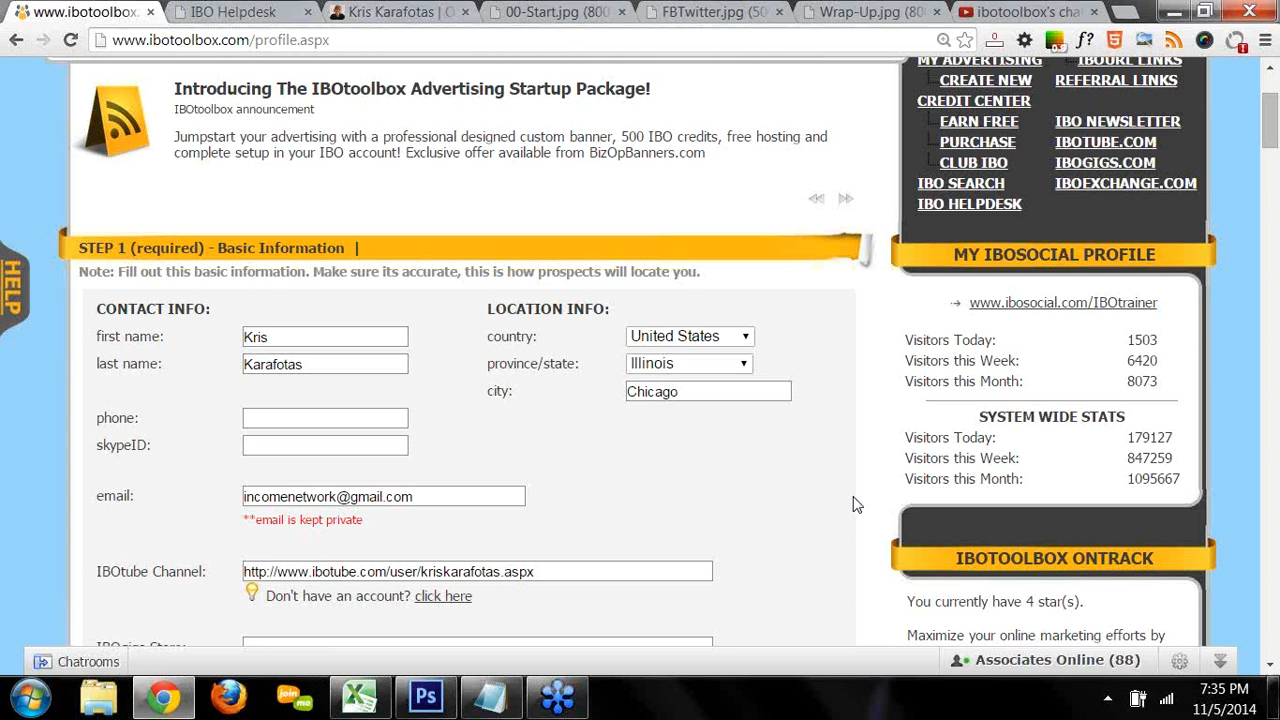 www.ibotoolbox.
IBO Helpdesk
Kris Karafotas | O
00-Start.jpg (800
FBTwitter.jpg (50
Wrap-Up.jpg (800
ibotoolbox's cha
www.ibotoolbox.com/profile.aspx
Introducing The IBOtoolbox Advertising Startup Package!
IBOtoolbox announcement
Jumpstart your advertising with a professional designed custom banner, 500 IBO credits, free hosting and
complete setup in your IBO account! Exclusive offer available from BizOpBanners.com
MY ADVERTISING
CREATE NEW
CREDIT CENTER
EARN FREE
PURCHASE
CLUB IBO
IBO SEARCH
IBO HELPDESK
IBOURL LINKS
REFERRAL LINKS
IBO NEWSLETTER
IBOTUBE.COM
IBOGIGS.COM
IBOEXCHANGE.COM
HELP
STEP 1 (required) - Basic Information |
Note: Fill out this basic information. Make sure its accurate, this is how prospects will locate you.
CONTACT INFO:
first name: Kris
last name: Karafotas
phone:
skypeID:
email: incomenetwork@gmail.com
**email is kept private
IBOtube Channel: http://www.ibotube.com/user/kriskarafotas.aspx
Don't have an account? click here
LOCATION INFO:
country: United States
province/state: Illinois
city: Chicago
MY IBOSOCIAL PROFILE
www.ibosocial.com/IBOtrainer
Visitors Today: 1503
Visitors this Week: 6420
Visitors this Month: 8073
SYSTEM WIDE STATS
Visitors Today: 179127
Visitors this Week: 847259
Visitors this Month: 1095667
IBOTOOLBOX ONTRACK
You currently have 4 star(s).
Maximize your online marketing efforts by
Chatrooms
Associates Online (88)
join me
Ps
7:35 PM
11/5/2014